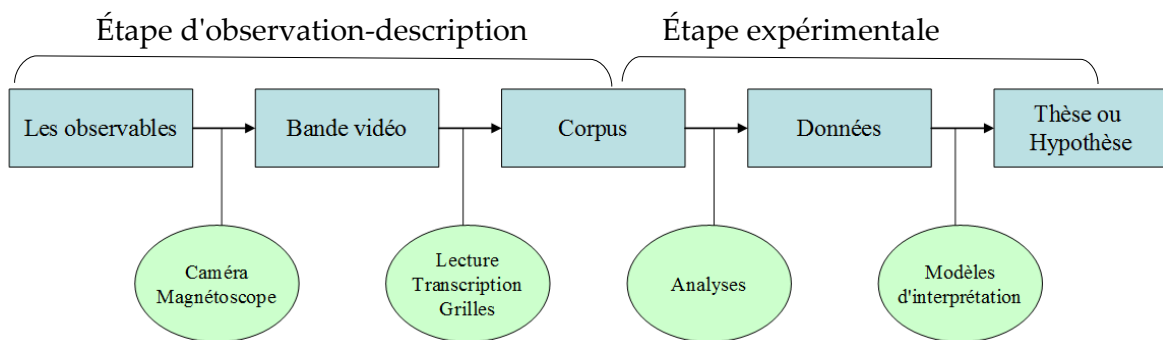 Étape d'observation-description
Étape expérimentale
Les observables
Bande vidéo
Corpus
Données
Thèse ou
Hypothèse
Caméra
Magnétoscope
Lecture
Transcription
Grilles
Analyses
Modèles
d'interprétation